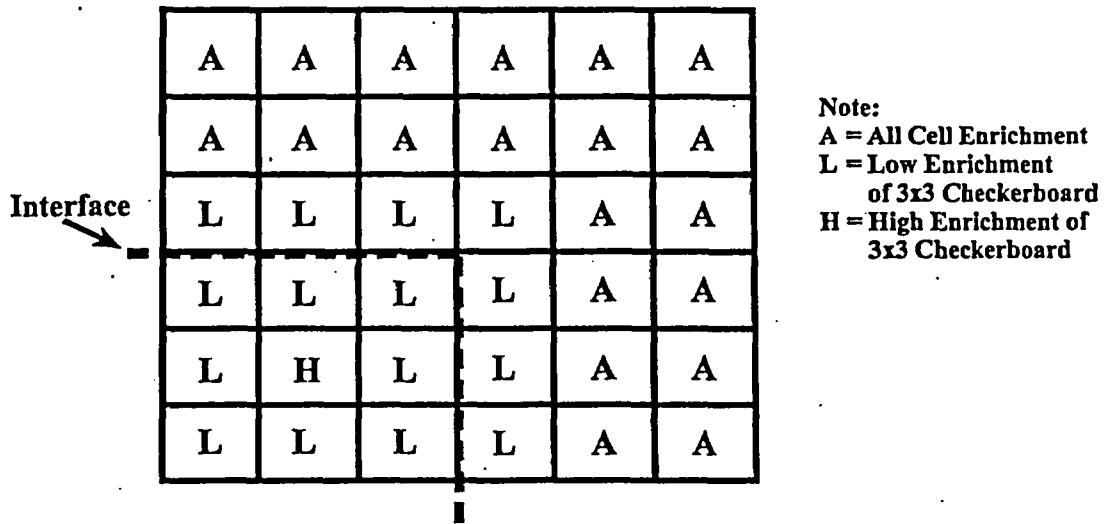 A A A A A A
A A A A A A
L L L L A A
L L L L A A
L H L L A A
L L L L A A
Interface
Note:
A = All Cell Enrichment
L = Low Enrichment
of 3x3 Checkerboard
H = High Enrichment of
3x3 Checkerboard